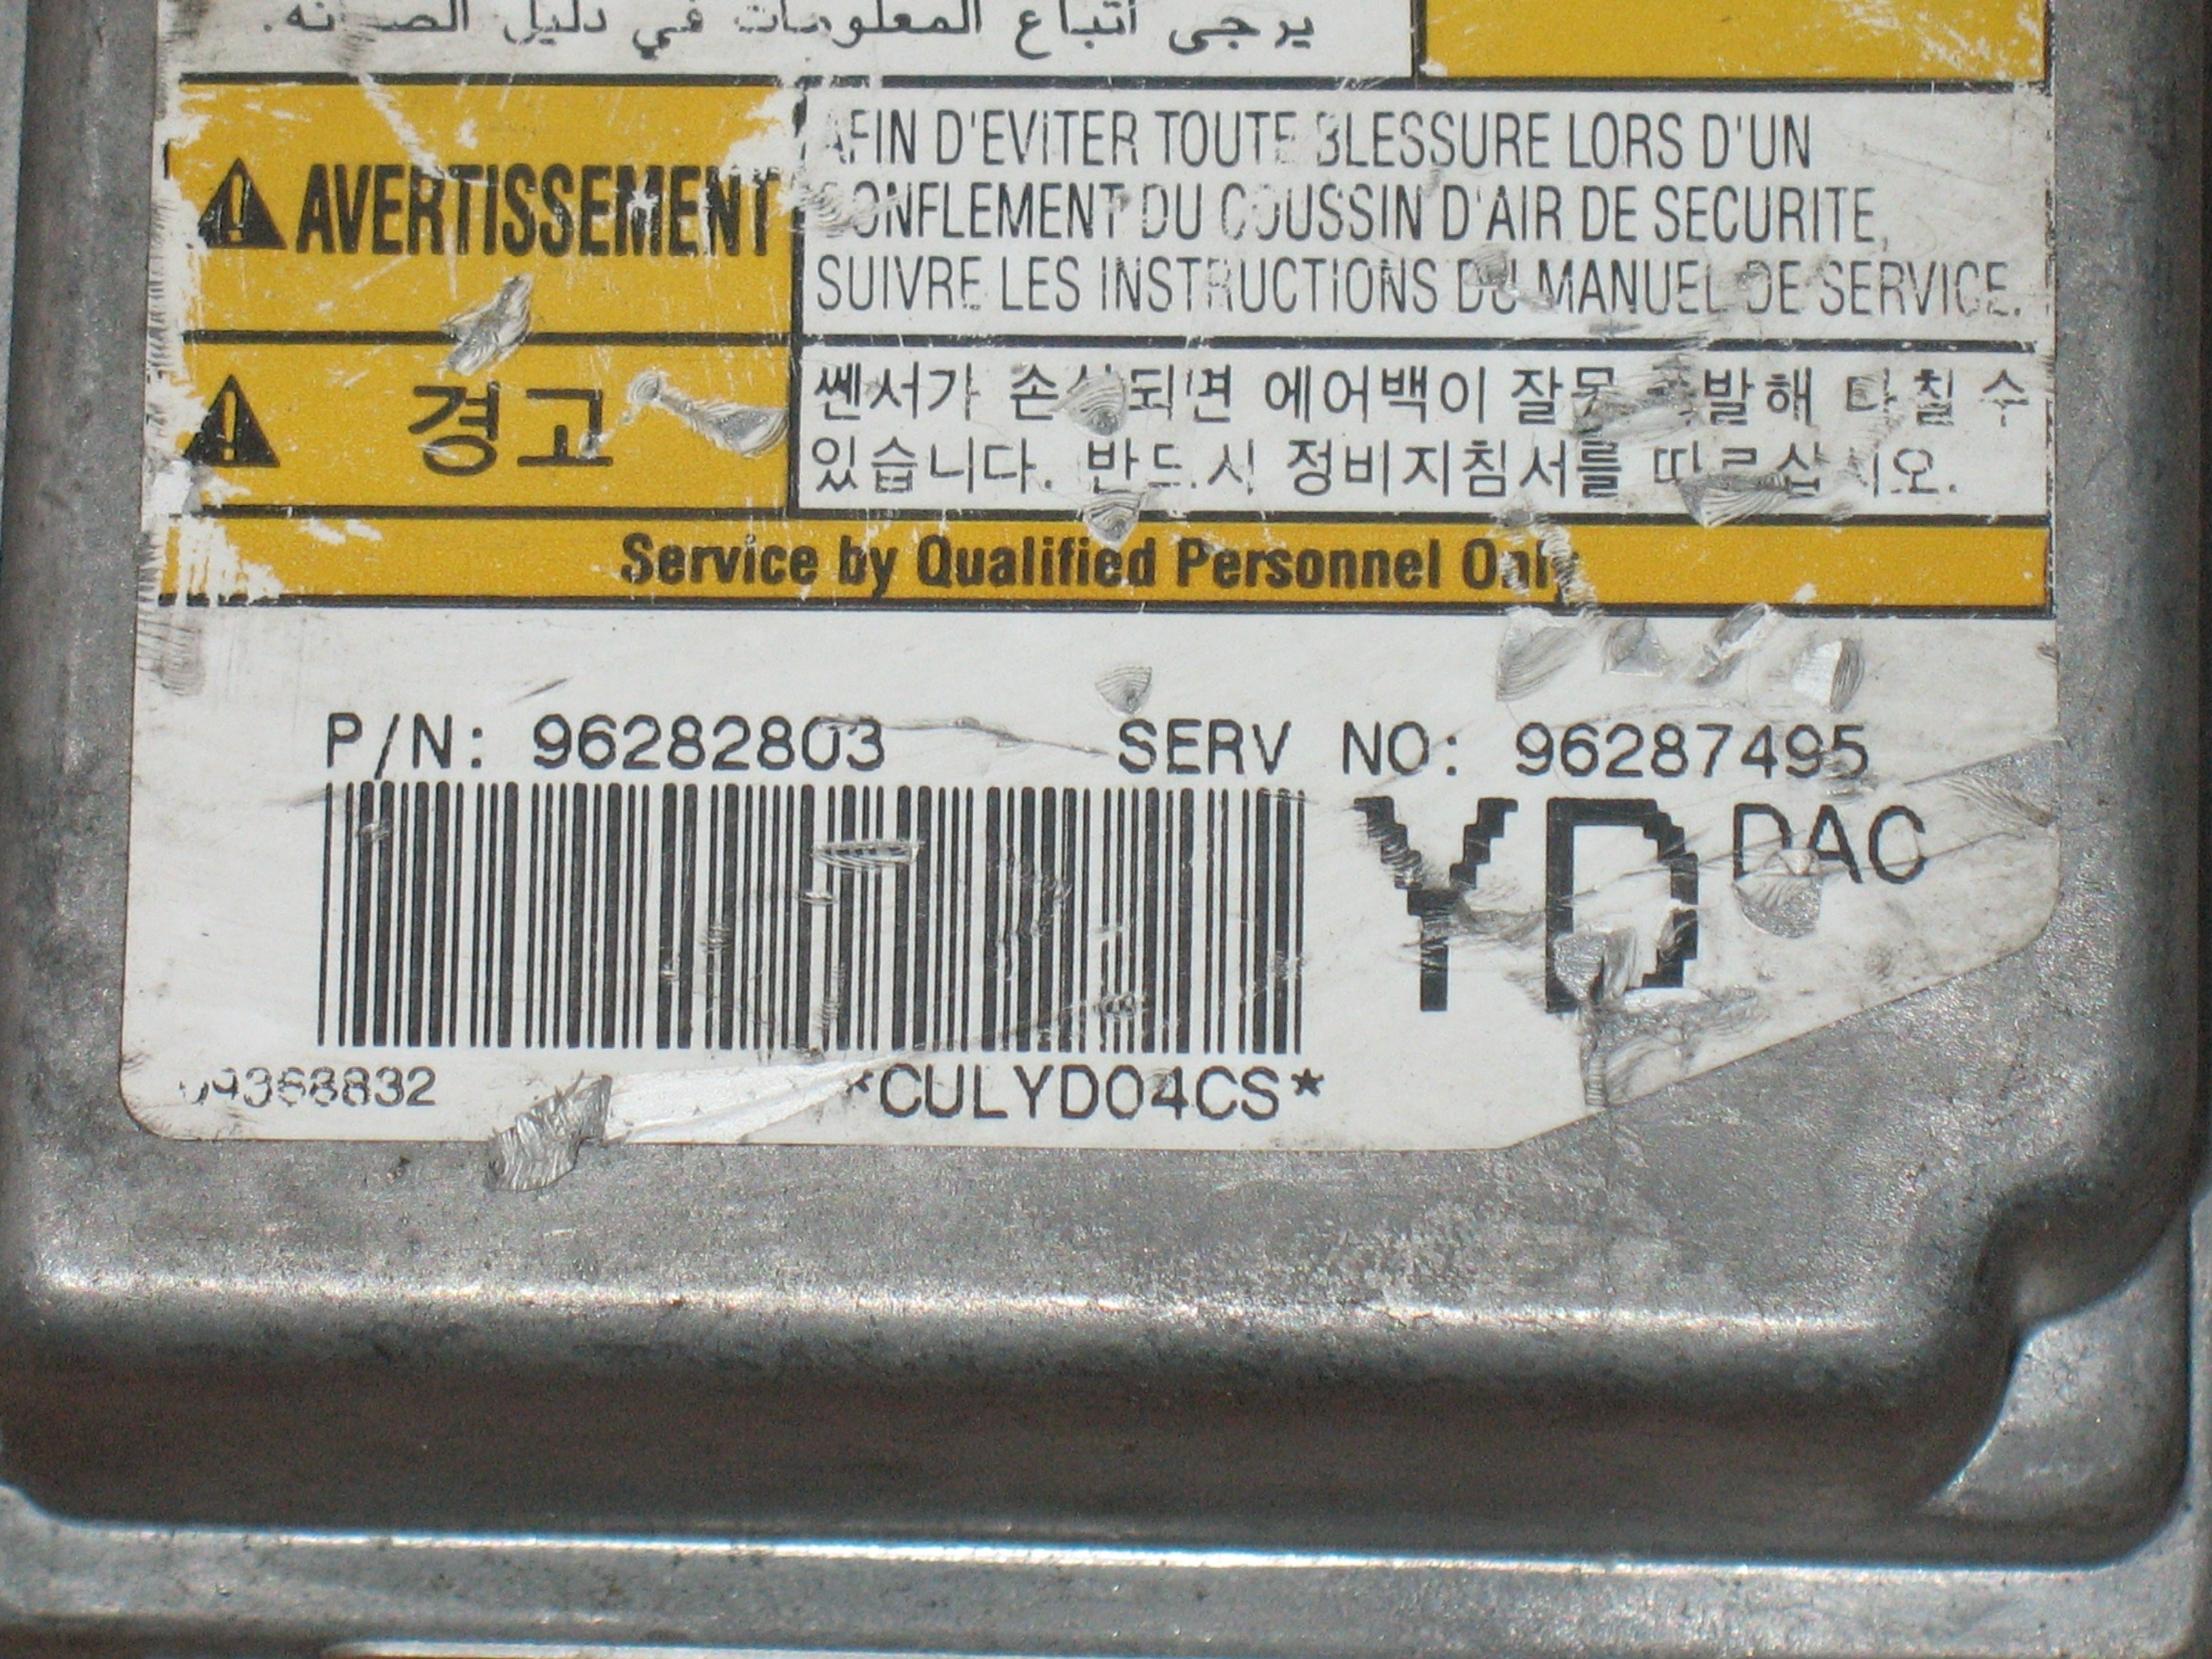 يرجى اتباع المعلومات في دليل
AVERTISSEMENT
AFIN D'EVITER TOUTE BLESSURE LORS D'UN
GONFLEMENT DU COUSSIN D'AIR DE SECURITE,
SUIVRE LES INSTRUCTIONS DU MANUEL DE SERVICE.
경고
쎈서가 손상되면 에어백이 잘못 폭발해 다칠 수
있습니다. 반드시 정비지침서를 따르십시오.
Service by Qualified Personnel Only
P/N: 96282803 SERV NO: 96287495
YD DAC
09368832 *CULYD04CS*